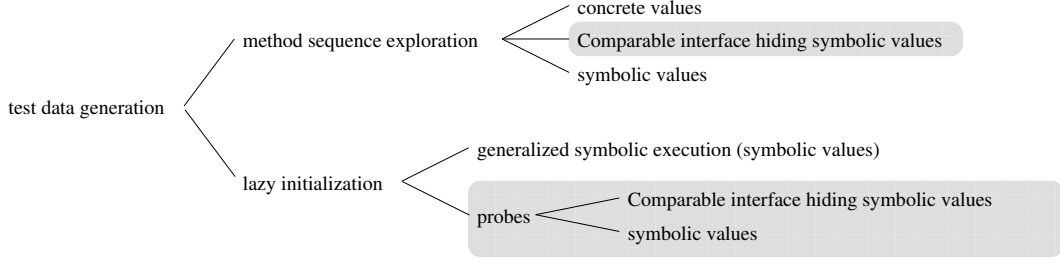 concrete values
method sequence exploration
Comparable interface hiding symbolic values
symbolic values
test data generation
generalized symbolic execution (symbolic values)
lazy initialization
probes
Comparable interface hiding symbolic values
symbolic values